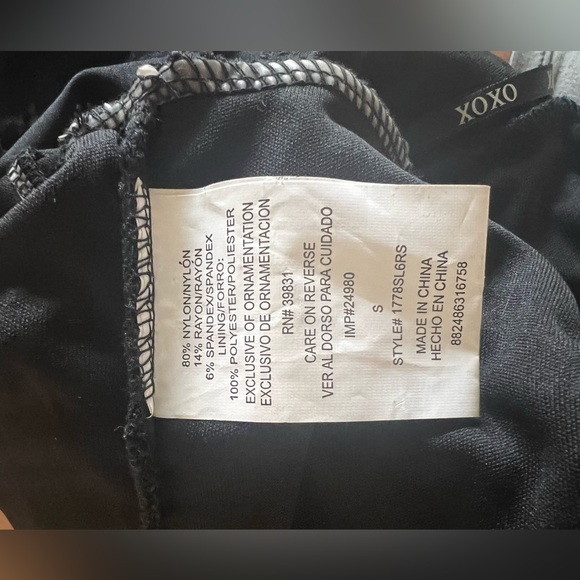 XOXO
80% NYLON/NYLÓN
14% RAYON/RAYON
6% SPANDEX/SPANDEX
LINING/FORRO:
100% POLYESTER/POLIESTER
EXCLUSIVE OF ORNAMENTATION
EXCLUSIVO DE ORNAMENTACION
RN# 39831
CARE ON REVERSE
VER AL DORSO PARA CUIDADO
IMP#24980
S
STYLE# 1778SL6RS
MADE IN CHINA
HECHO EN CHINA
882486316758